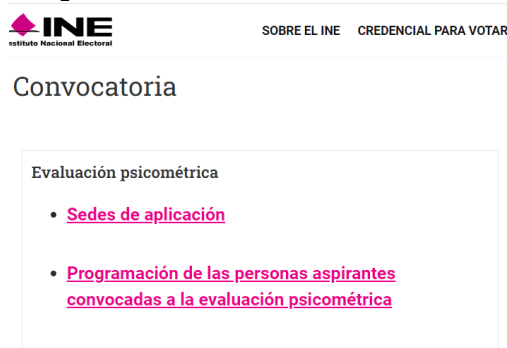 INE
Instituto Nacional Electoral
SOBRE EL INE CREDENCIAL PARA VOTAR
Convocatoria
Evaluación psicométrica
Sedes de aplicación
Programación de las personas aspirantes
convocadas a la evaluación psicométrica